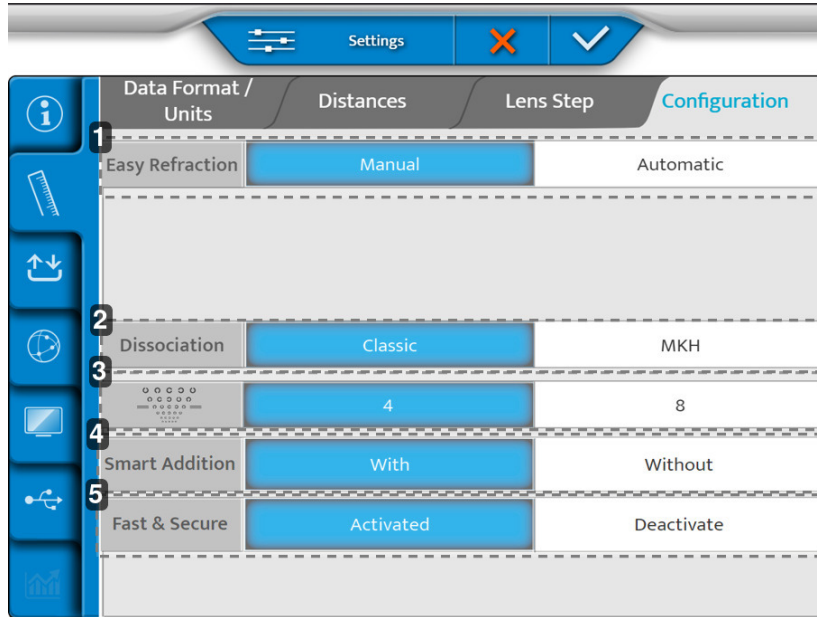 Settings
Data Format /
Units
Distances
Lens Step
Configuration
1
Easy Refraction
Manual
Automatic
2
Dissociation
Classic
MKH
3
4
8
4
Smart Addition
With
Without
5
Fast & Secure
Activated
Deactivate